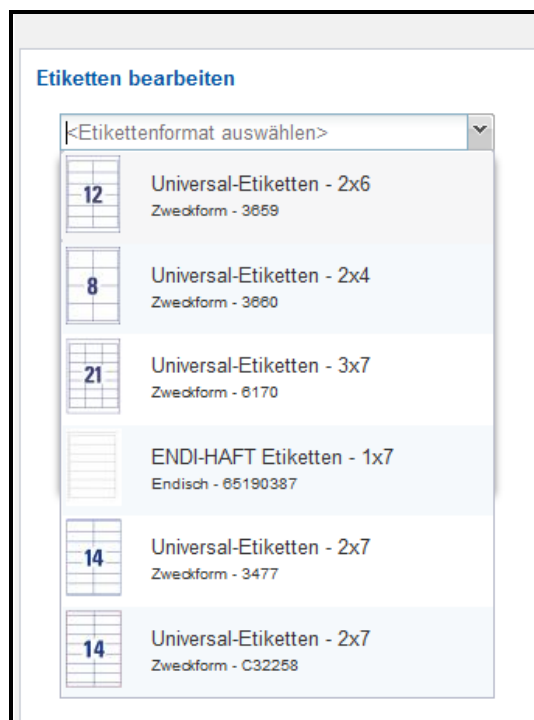 Etiketten bearbeiten
<Etikettenformat auswählen>
12
Universal-Etiketten - 2x6
Zweckform - 3659
8
Universal-Etiketten - 2x4
Zweckform - 3660
21
Universal-Etiketten - 3x7
Zweckform - 6170
ENDI-HAFT Etiketten - 1x7
Endisch - 65190387
14
Universal-Etiketten - 2x7
Zweckform - 3477
14
Universal-Etiketten - 2x7
Zweckform - C32258